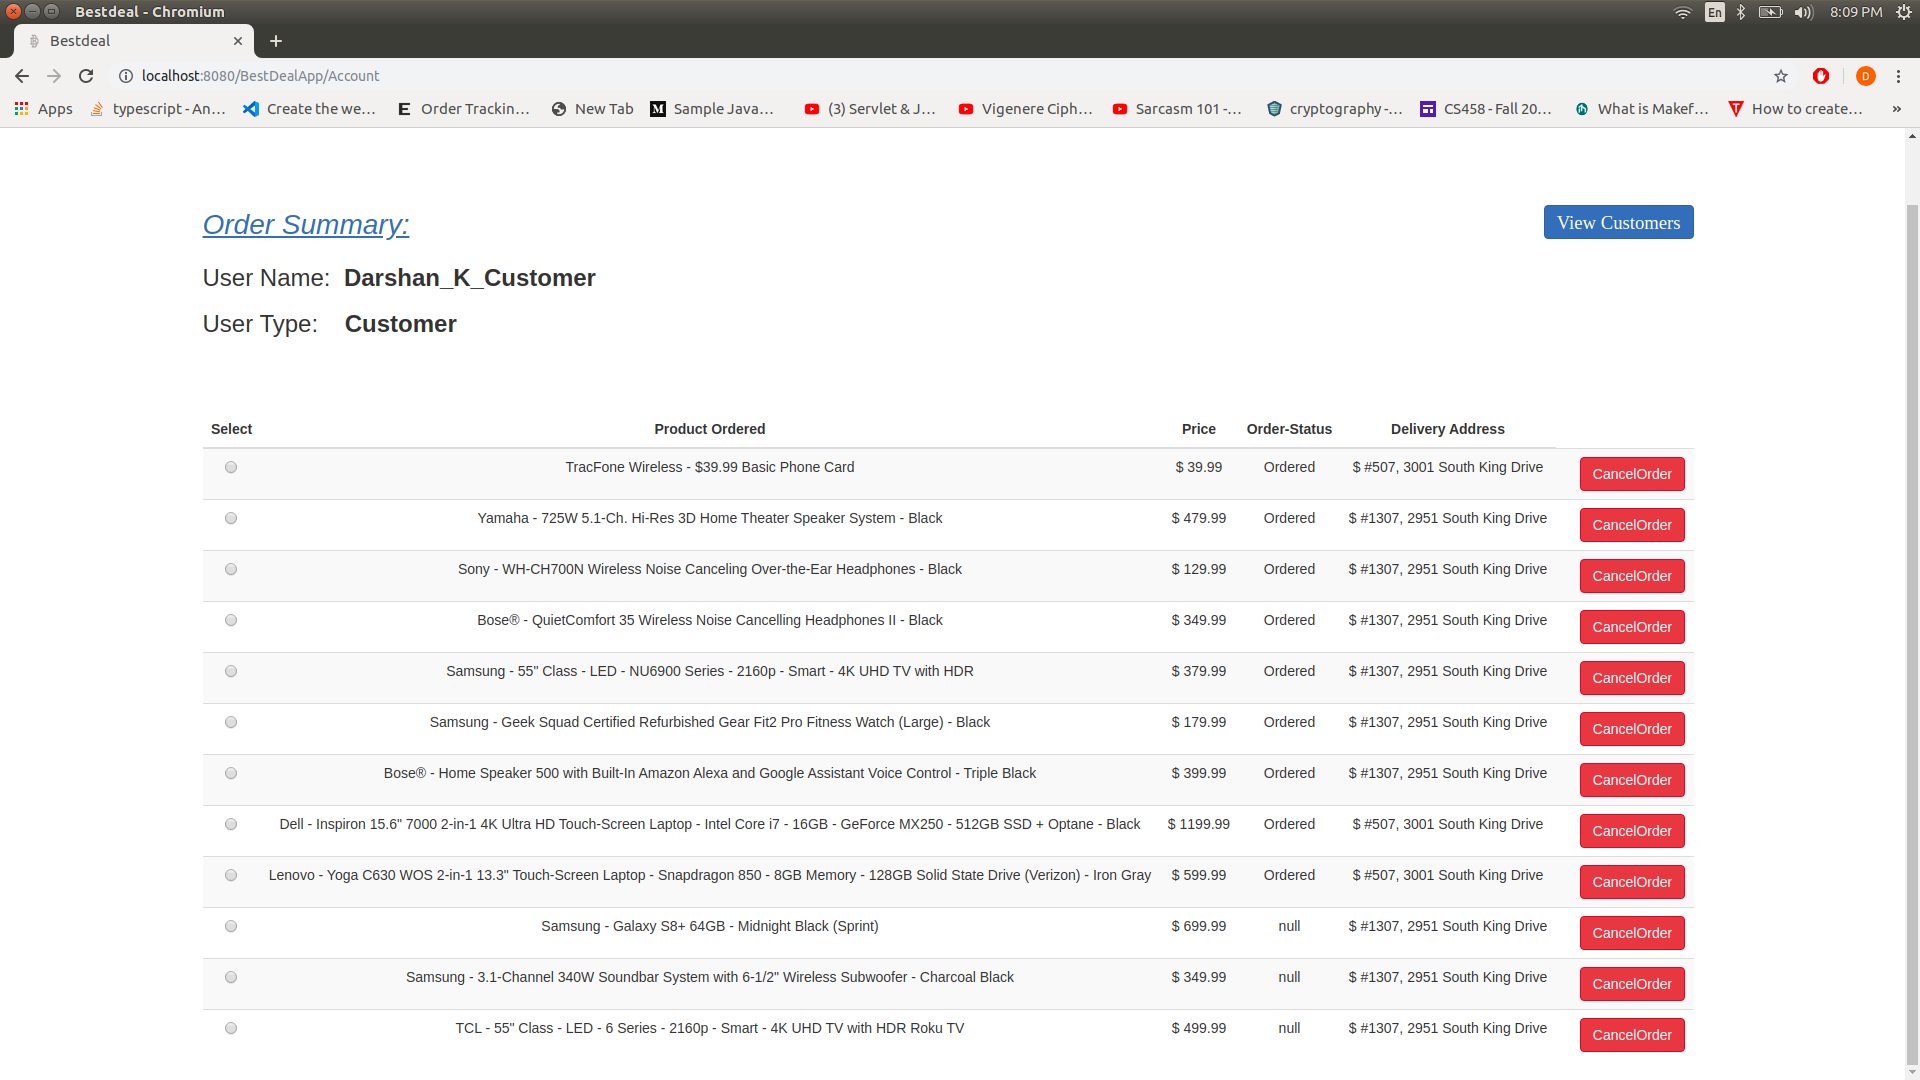 Bestdeal - Chromium
En
8:09 PM
Bestdeal
localhost:8080/BestDealApp/Account
D
Apps
typescript - An...
Create the we...
Order Trackin...
New Tab
Sample Java...
(3) Servlet & J...
Vigenere Ciph...
Sarcasm 101 -...
cryptography -...
CS458 - Fall 20...
What is Makef...
How to create...
»
Order Summary:
View Customers
User Name: Darshan_K_Customer
User Type: Customer
Select Product Ordered Price Order-Status Delivery Address
TracFone Wireless - $39.99 Basic Phone Card $ 39.99 Ordered $ #507, 3001 South King Drive CancelOrder
Yamaha - 725W 5.1-Ch. Hi-Res 3D Home Theater Speaker System - Black $ 479.99 Ordered $ #1307, 2951 South King Drive CancelOrder
Sony - WH-CH700N Wireless Noise Canceling Over-the-Ear Headphones - Black $ 129.99 Ordered $ #1307, 2951 South King Drive CancelOrder
Bose® - QuietComfort 35 Wireless Noise Cancelling Headphones II - Black $ 349.99 Ordered $ #1307, 2951 South King Drive CancelOrder
Samsung - 55" Class - LED - NU6900 Series - 2160p - Smart - 4K UHD TV with HDR $ 379.99 Ordered $ #1307, 2951 South King Drive CancelOrder
Samsung - Geek Squad Certified Refurbished Gear Fit2 Pro Fitness Watch (Large) - Black $ 179.99 Ordered $ #1307, 2951 South King Drive CancelOrder
Bose® - Home Speaker 500 with Built-In Amazon Alexa and Google Assistant Voice Control - Triple Black $ 399.99 Ordered $ #1307, 2951 South King Drive CancelOrder
Dell - Inspiron 15.6" 7000 2-in-1 4K Ultra HD Touch-Screen Laptop - Intel Core i7 - 16GB - GeForce MX250 - 512GB SSD + Optane - Black $ 1199.99 Ordered $ #507, 3001 South King Drive CancelOrder
Lenovo - Yoga C630 WOS 2-in-1 13.3" Touch-Screen Laptop - Snapdragon 850 - 8GB Memory - 128GB Solid State Drive (Verizon) - Iron Gray $ 599.99 Ordered $ #507, 3001 South King Drive CancelOrder
Samsung - Galaxy S8+ 64GB - Midnight Black (Sprint) $ 699.99 null $ #1307, 2951 South King Drive CancelOrder
Samsung - 3.1-Channel 340W Soundbar System with 6-1/2" Wireless Subwoofer - Charcoal Black $ 349.99 null $ #1307, 2951 South King Drive CancelOrder
TCL - 55" Class - LED - 6 Series - 2160p - Smart - 4K UHD TV with HDR Roku TV $ 499.99 null $ #1307, 2951 South King Drive CancelOrder